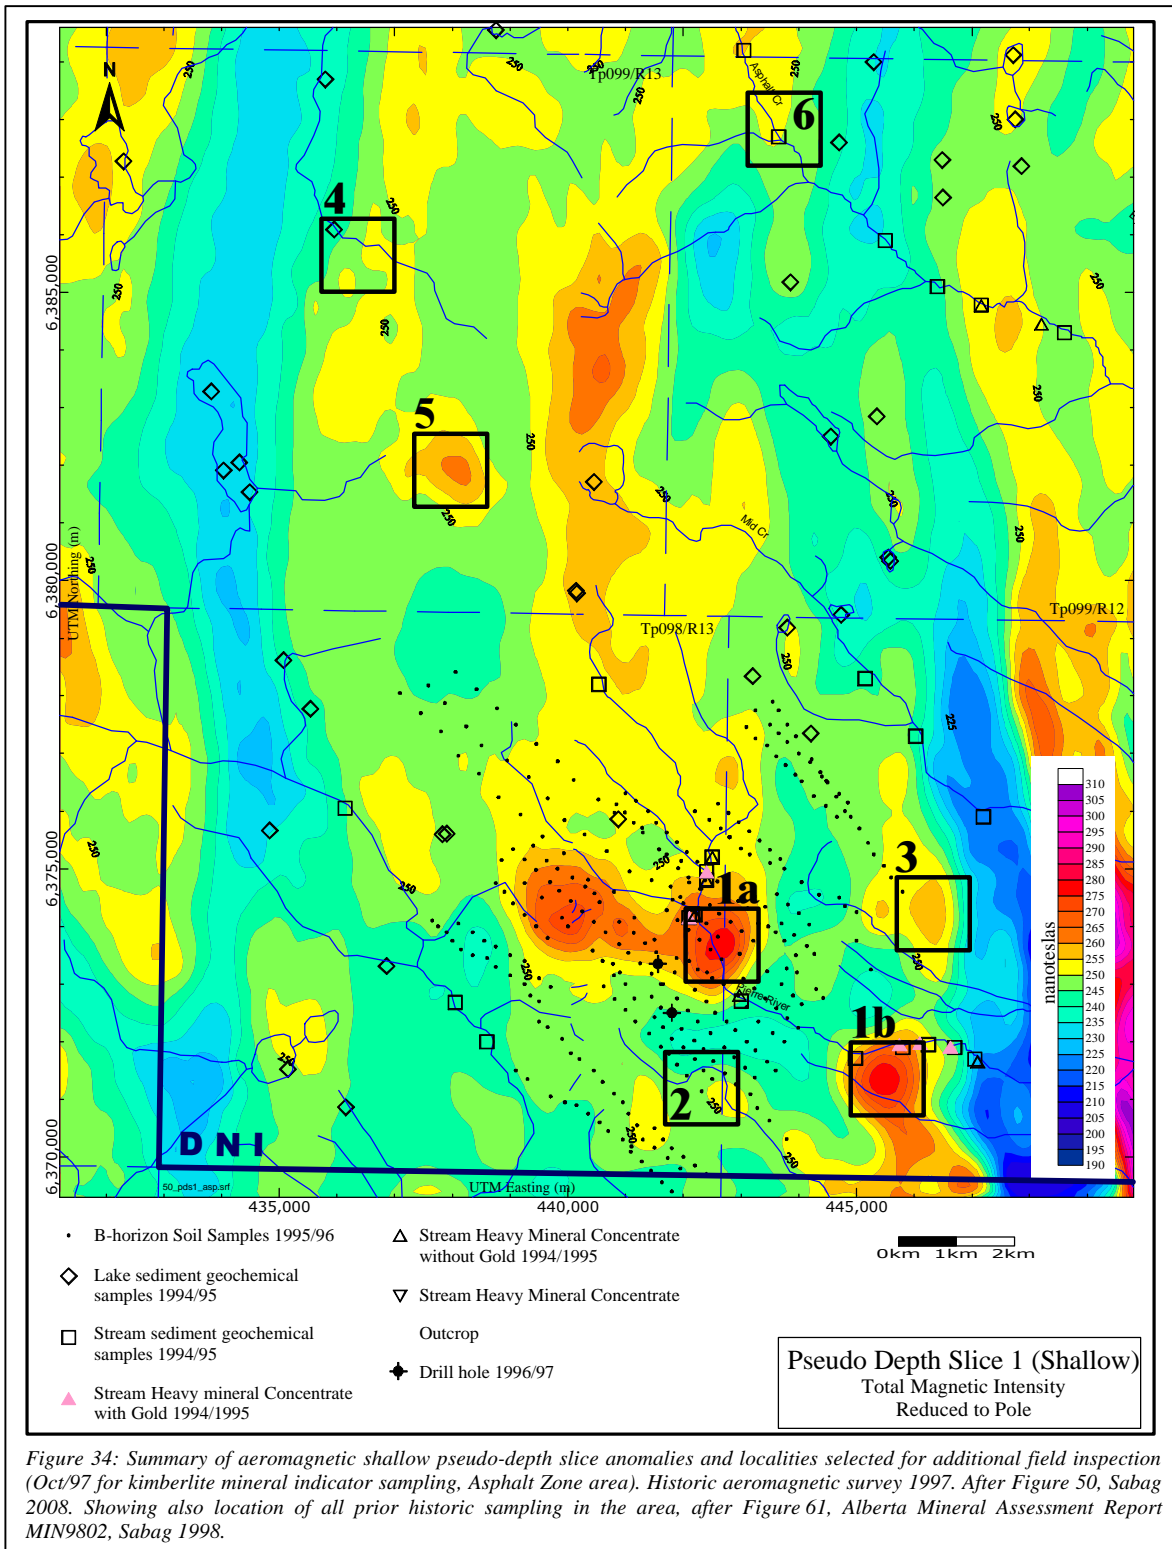 N
250
250
250
Tp099/R13
250
250
Asphalt Cr
6
250
4
250
250
250
250
250
6,385,000
250
5
250
250
250
250
250
Mid Cr
250
6,380,000
UTM Northing (m)
Tp098/R13
Tp099/R12
250
225
250
250
3
6,375,000
250
1a
250
250
Pierre River
1b
250
2
250
250
250
6,370,000
DNI
50_pds1_asp.srf
UTM Easting (m)
435,000
440,000
445,000
nanoteslas
310
305
300
295
290
285
280
275
270
265
260
255
250
245
240
235
230
225
220
215
210
205
200
195
190
B-horizon Soil Samples 1995/96
Lake sediment geochemical
samples 1994/95
Stream sediment geochemical
samples 1994/95
Stream Heavy mineral Concentrate
with Gold 1994/1995
Stream Heavy Mineral Concentrate
without Gold 1994/1995
Stream Heavy Mineral Concentrate
Outcrop
Drill hole 1996/97
0km 1km 2km
Pseudo Depth Slice 1 (Shallow)
Total Magnetic Intensity
Reduced to Pole
Figure 34: Summary of aeromagnetic shallow pseudo-depth slice anomalies and localities selected for additional field inspection
(Oct/97 for kimberlite mineral indicator sampling, Asphalt Zone area). Historic aeromagnetic survey 1997. After Figure 50, Sabag
2008. Showing also location of all prior historic sampling in the area, after Figure 61, Alberta Mineral Assessment Report
MIN9802, Sabag 1998.